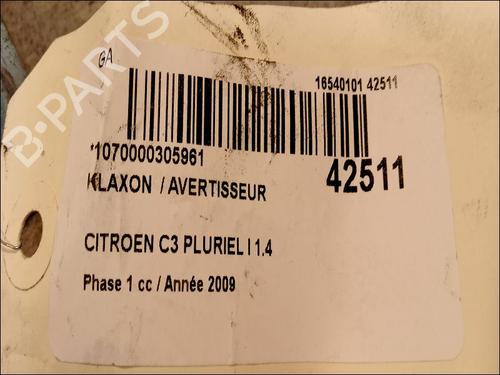 B-PARTS
GA
16540101 42511
*1070000305961
42511
KLAXON / AVERTISSEUR
CITROEN C3 PLURIEL I 1.4
Phase 1 cc / Année 2009